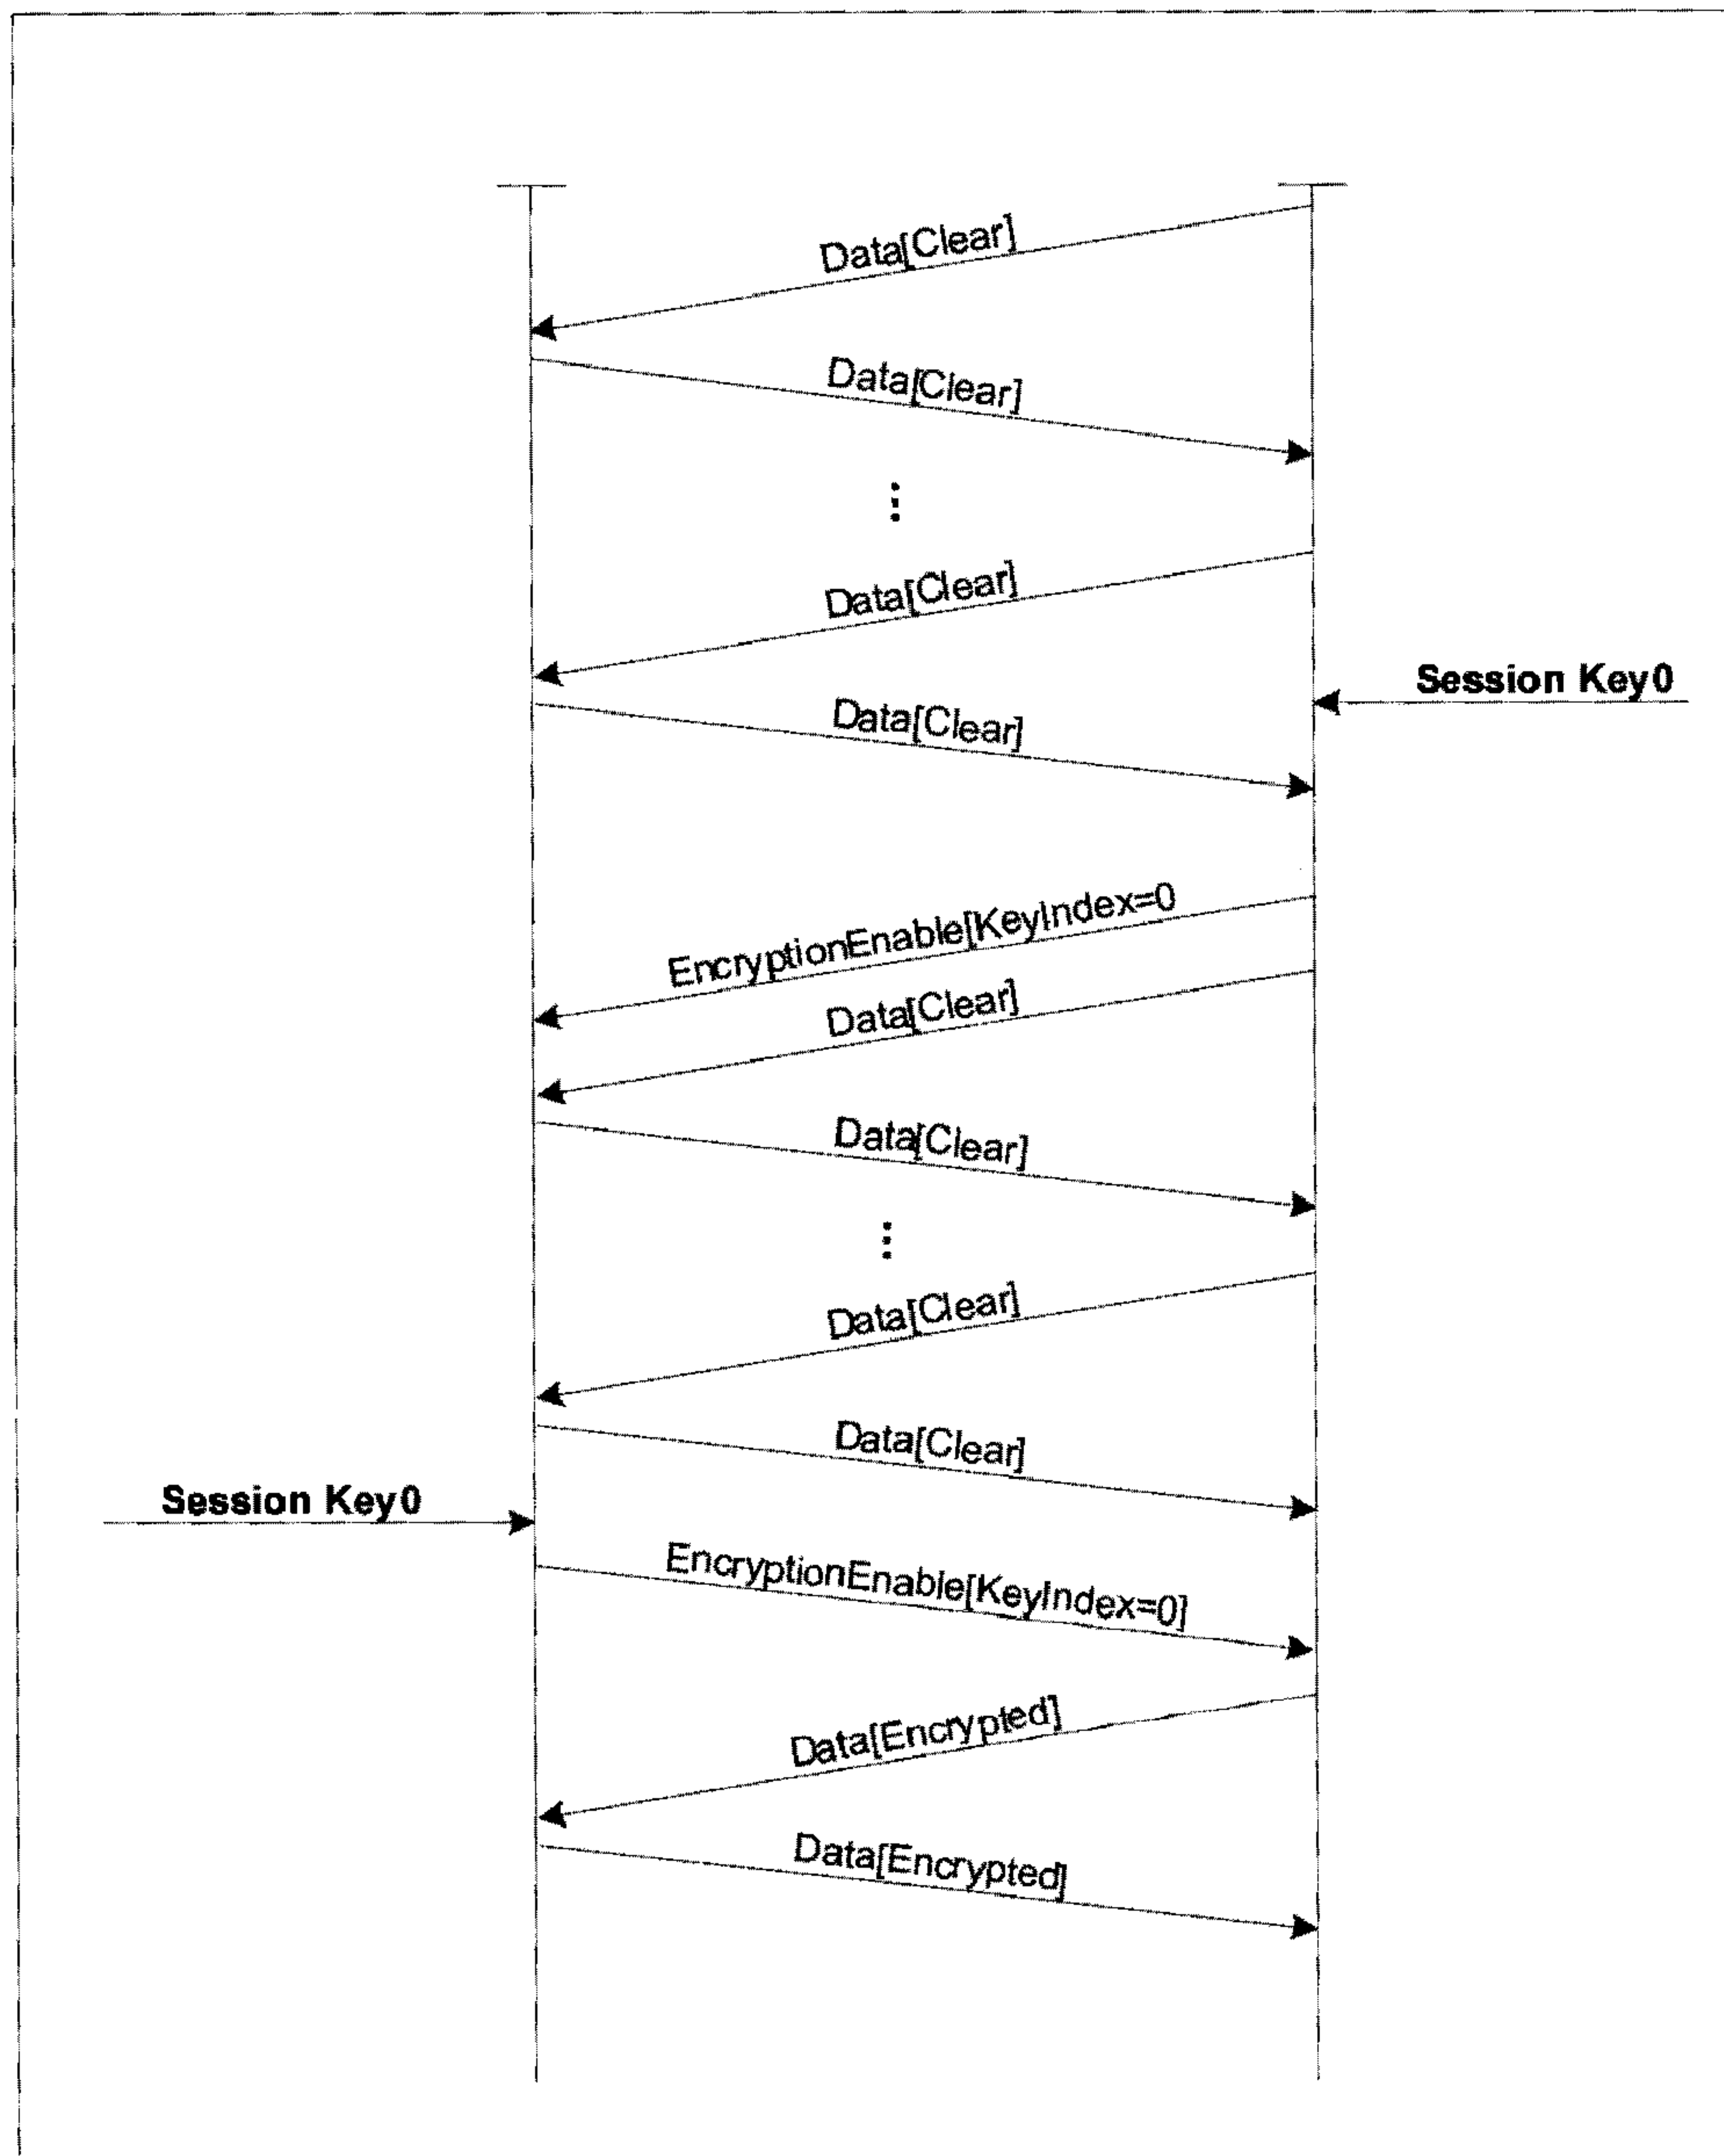 Data[Clear]
Data[Clear]
Data[Clear]
Session Key0
Data[Clear]
EncryptionEnable[KeyIndex=0
Data[Clear]
Data[Clear]
Data[Clear]
Data[Clear]
Session Key0
EncryptionEnable[KeyIndex=0]
Data[Encrypted]
Data[Encrypted]